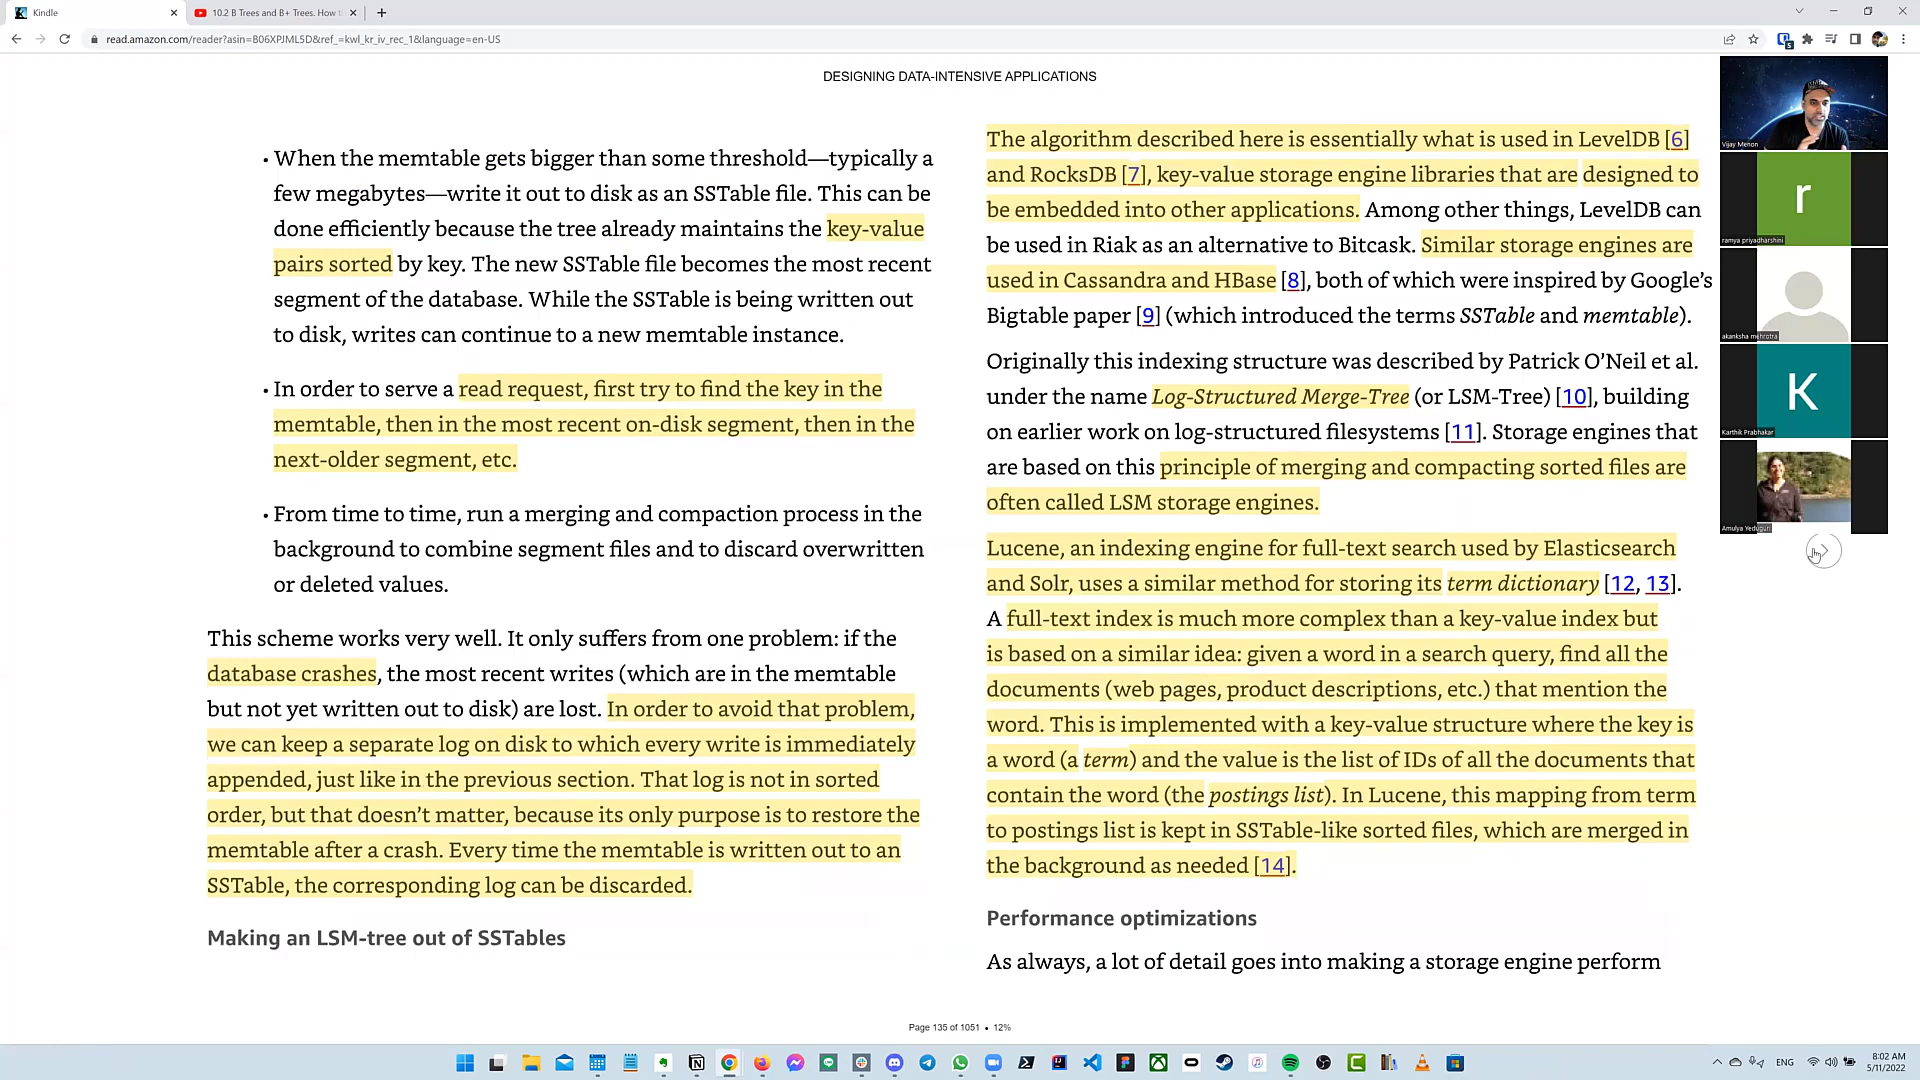 Kindle
10.2 B Trees and B+ Trees. How
read.amazon.com/reader?asin=B06XPJML5D&ref_=kwl_kr_iv_rec_1&language=en-US
DESIGNING DATA-INTENSIVE APPLICATIONS
• When the memtable gets bigger than some threshold—typically a
few megabytes—write it out to disk as an SSTable file. This can be
done efficiently because the tree already maintains the key-value
pairs sorted by key. The new SSTable file becomes the most recent
segment of the database. While the SSTable is being written out
to disk, writes can continue to a new memtable instance.
• In order to serve a read request, first try to find the key in the
memtable, then in the most recent on-disk segment, then in the
next-older segment, etc.
• From time to time, run a merging and compaction process in the
background to combine segment files and to discard overwritten
or deleted values.
This scheme works very well. It only suffers from one problem: if the
database crashes, the most recent writes (which are in the memtable
but not yet written out to disk) are lost. In order to avoid that problem,
we can keep a separate log on disk to which every write is immediately
appended, just like in the previous section. That log is not in sorted
order, but that doesn't matter, because its only purpose is to restore the
memtable after a crash. Every time the memtable is written out to an
SSTable, the corresponding log can be discarded.
Making an LSM-tree out of SSTables
The algorithm described here is essentially what is used in LevelDB [6]
and RocksDB [7], key-value storage engine libraries that are designed to
be embedded into other applications. Among other things, LevelDB can
be used in Riak as an alternative to Bitcask. Similar storage engines are
used in Cassandra and HBase [8], both of which were inspired by Google's
Bigtable paper [9] (which introduced the terms SSTable and memtable).
Originally this indexing structure was described by Patrick O'Neil et al.
under the name Log-Structured Merge-Tree (or LSM-Tree) [10], building
on earlier work on log-structured filesystems [11]. Storage engines that
are based on this principle of merging and compacting sorted files are
often called LSM storage engines.
Lucene, an indexing engine for full-text search used by Elasticsearch
and Solr, uses a similar method for storing its term dictionary [12, 13].
A full-text index is much more complex than a key-value index but
is based on a similar idea: given a word in a search query, find all the
documents (web pages, product descriptions, etc.) that mention the
word. This is implemented with a key-value structure where the key is
a word (a term) and the value is the list of IDs of all the documents that
contain the word (the postings list). In Lucene, this mapping from term
to postings list is kept in SSTable-like sorted files, which are merged in
the background as needed [14].
Performance optimizations
As always, a lot of detail goes into making a storage engine perform
Page 135 of 1051 • 12%
Vijay Menon
r
ramya priyadharshini
akanksha mehrotra
K
Karthik Prabhakar
Amulya Yeduguri
ENG
8:02 AM
5/11/2022